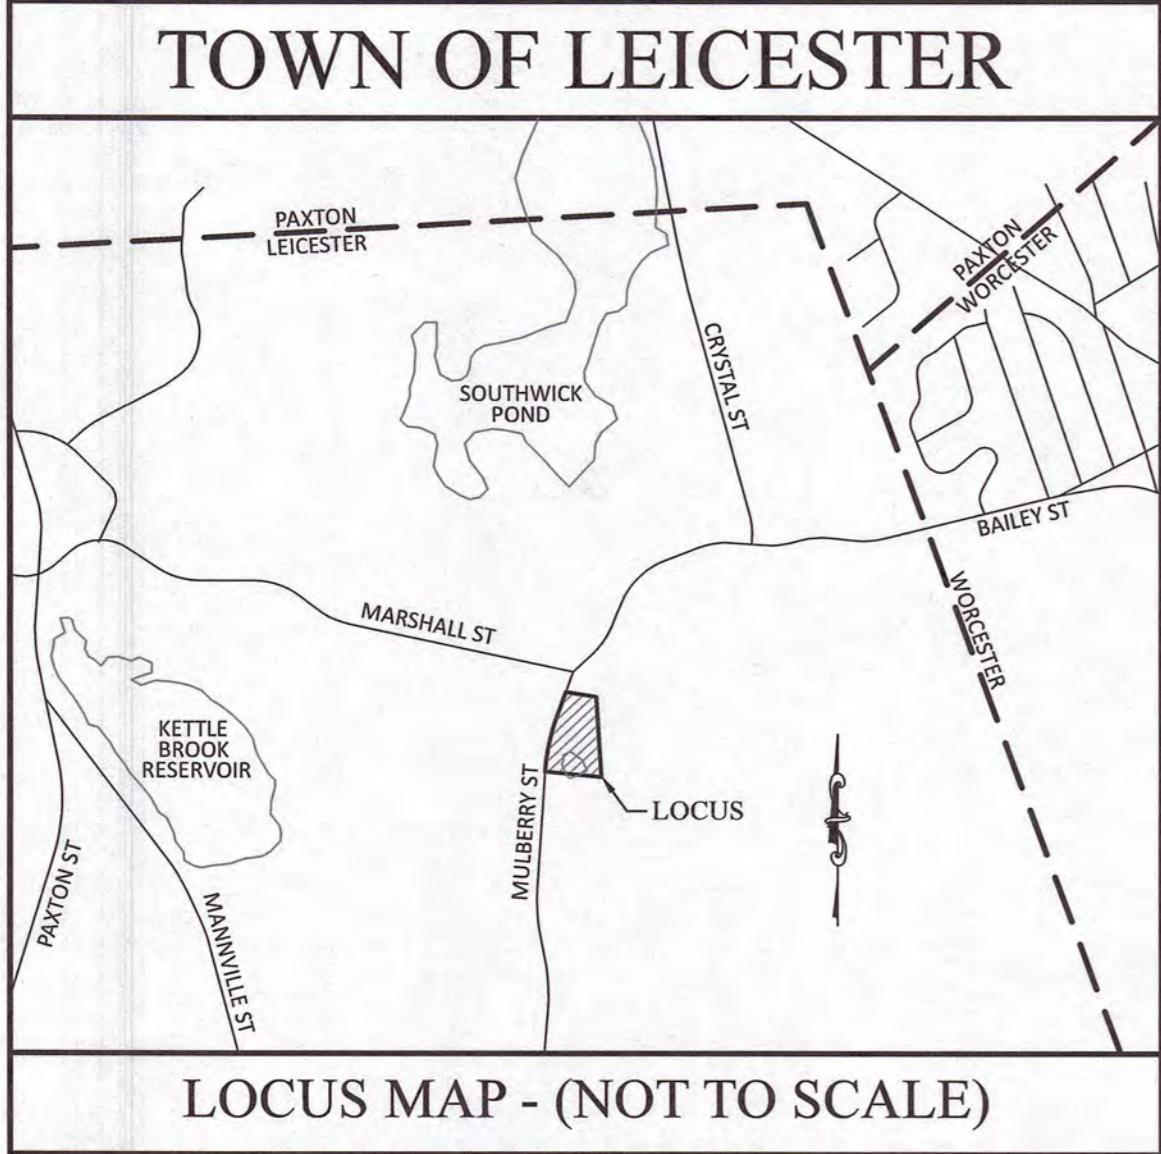 TOWN OF LEICESTER
PAXTON
LEICESTER
PAXTON
WORCESTER
CRYSTAL ST
SOUTHWICK
POND
BAILEY ST
WORCESTER
MARSHALL ST
KETTLE
BROOK
RESERVOIR
MULBERRY ST
LOCUS
PAXTON ST
MANNVILLE ST
LOCUS MAP - (NOT TO SCALE)